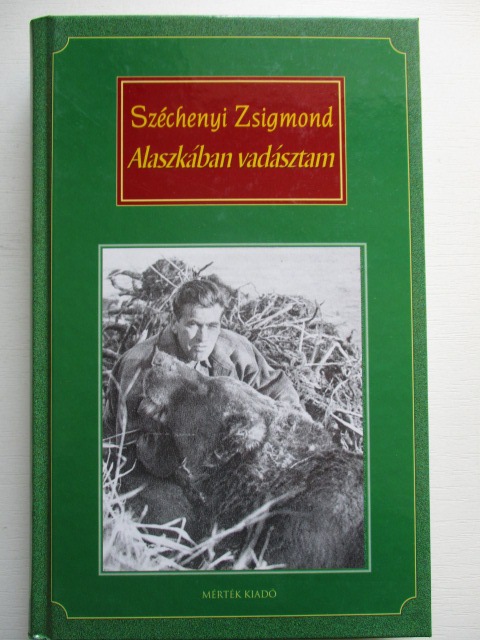 Széchenyi Zsigmond
Alaszkában vadásztam
MÉRTÉK KIADÓ